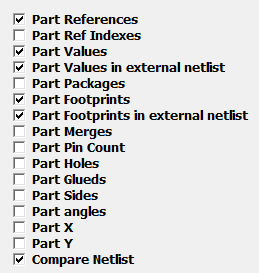 Part References
Part Ref Indexes
Part Values
Part Values in external netlist
Part Packages
Part Footprints
Part Footprints in external netlist
Part Merges
Part Pin Count
Part Holes
Part Glueds
Part Sides
Part angles
Part X
Part Y
Compare Netlist